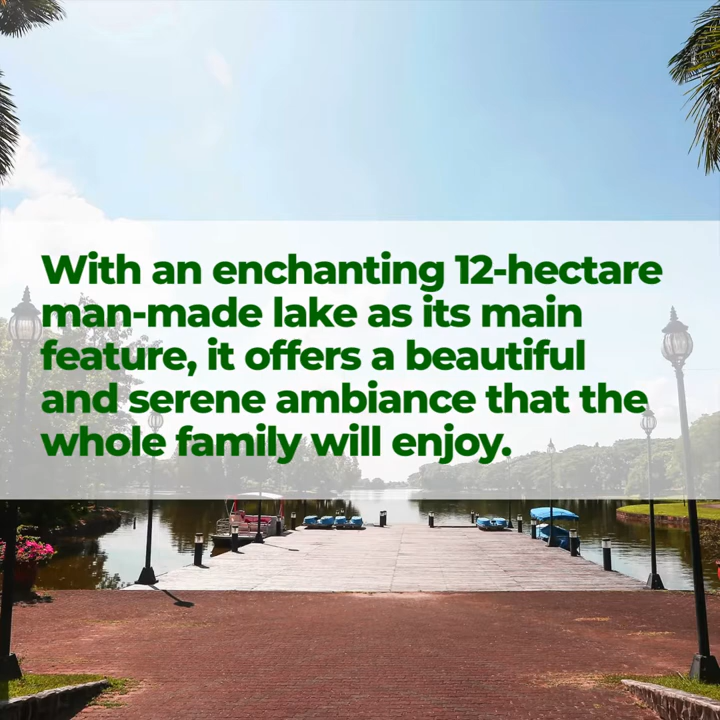 With an enchanting 12-hectare
man-made lake as its main
feature, it offers a beautiful
and serene ambiance that the
whole family will enjoy.